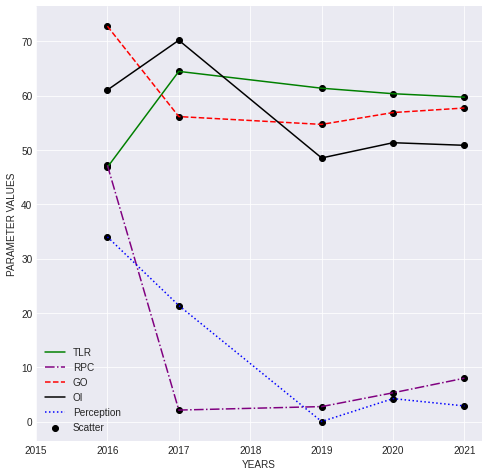 70
60
50
40
30
20
10
0
PARAMETER VALUES
TLR
RPC
GO
OI
Perception
Scatter
2015 2016 2017 2018 2019 2020 2021
YEARS